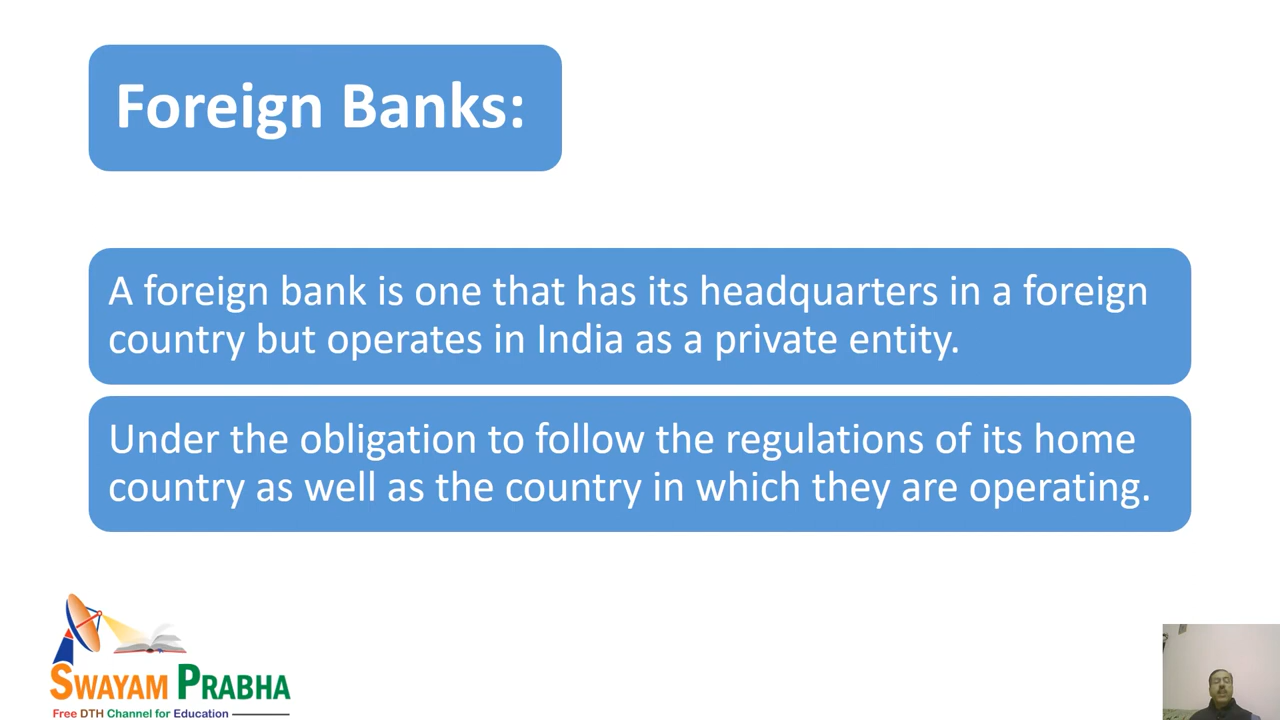 Foreign Banks:
A foreign bank is one that has its headquarters in a foreign
country but operates in India as a private entity.
Under the obligation to follow the regulations of its home
country as well as the country in which they are operating.
SWAYAM PRABHA
Free DTH Channel for Education